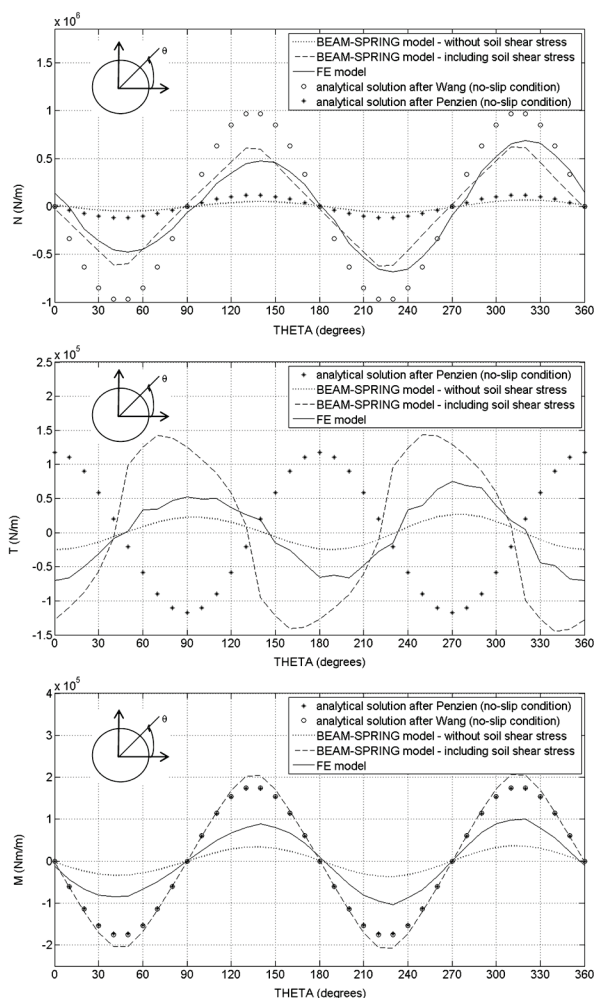 x 10^6
BEAM-SPRING model - without soil shear stress
BEAM-SPRING model - including soil shear stress
FE model
analytical solution after Wang (no-slip condition)
analytical solution after Penzien (no-slip condition)
θ
1.5
1
0.5
0
-0.5
-1
N (N/m)
0 30 60 90 120 150 180 210 240 270 300 330 360
THETA (degrees)
x 10^5
analytical solution after Penzien (no-slip condition)
BEAM-SPRING model - without soil shear stress
BEAM-SPRING model - including soil shear stress
FE model
θ
2.5
2
1.5
1
0.5
0
-0.5
-1
-1.5
T (N/m)
0 30 60 90 120 150 180 210 240 270 300 330 360
THETA (degrees)
x 10^5
analytical solution after Penzien (no-slip condition)
analytical solution after Wang (no-slip condition)
BEAM-SPRING model - without soil shear stress
BEAM-SPRING model - including soil shear stress
FE model
θ
4
3
2
1
0
-1
-2
M (Nm/m)
0 30 60 90 120 150 180 210 240 270 300 330 360
THETA (degrees)